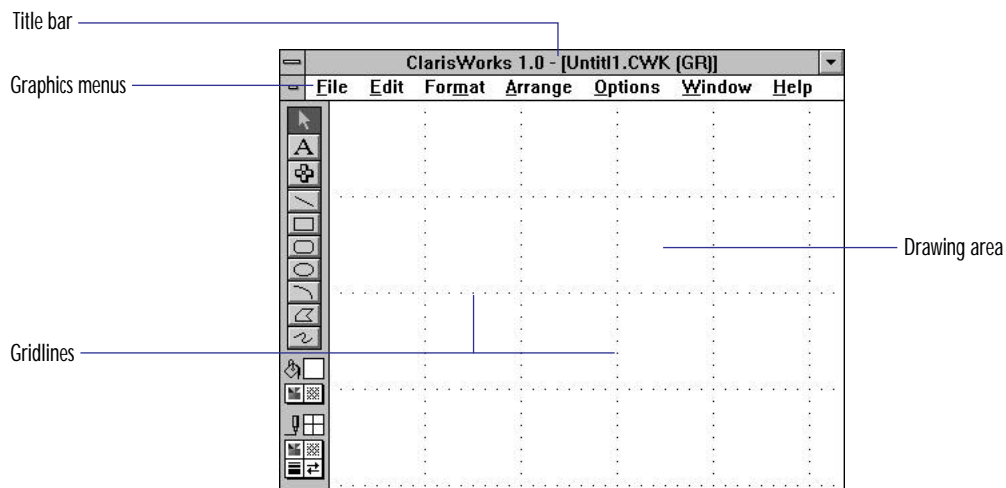 Title bar
ClarisWorks 1.0 - [Untitl1.CWK (GR)]
Graphics menus
File Edit Format Arrange Options Window Help
A
Drawing area
Gridlines